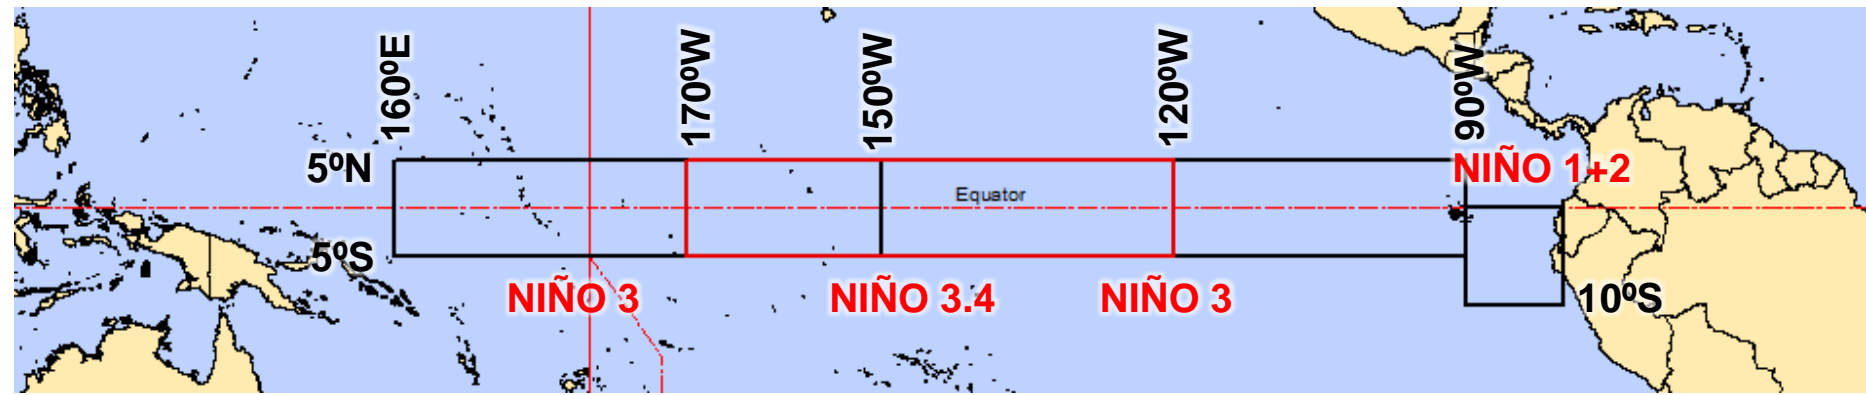 160ºE
170ºW
150ºW
120ºW
90ºW
5ºN
NIÑO 1+2
Equator
5ºS
NIÑO 3
NIÑO 3.4
NIÑO 3
10ºS